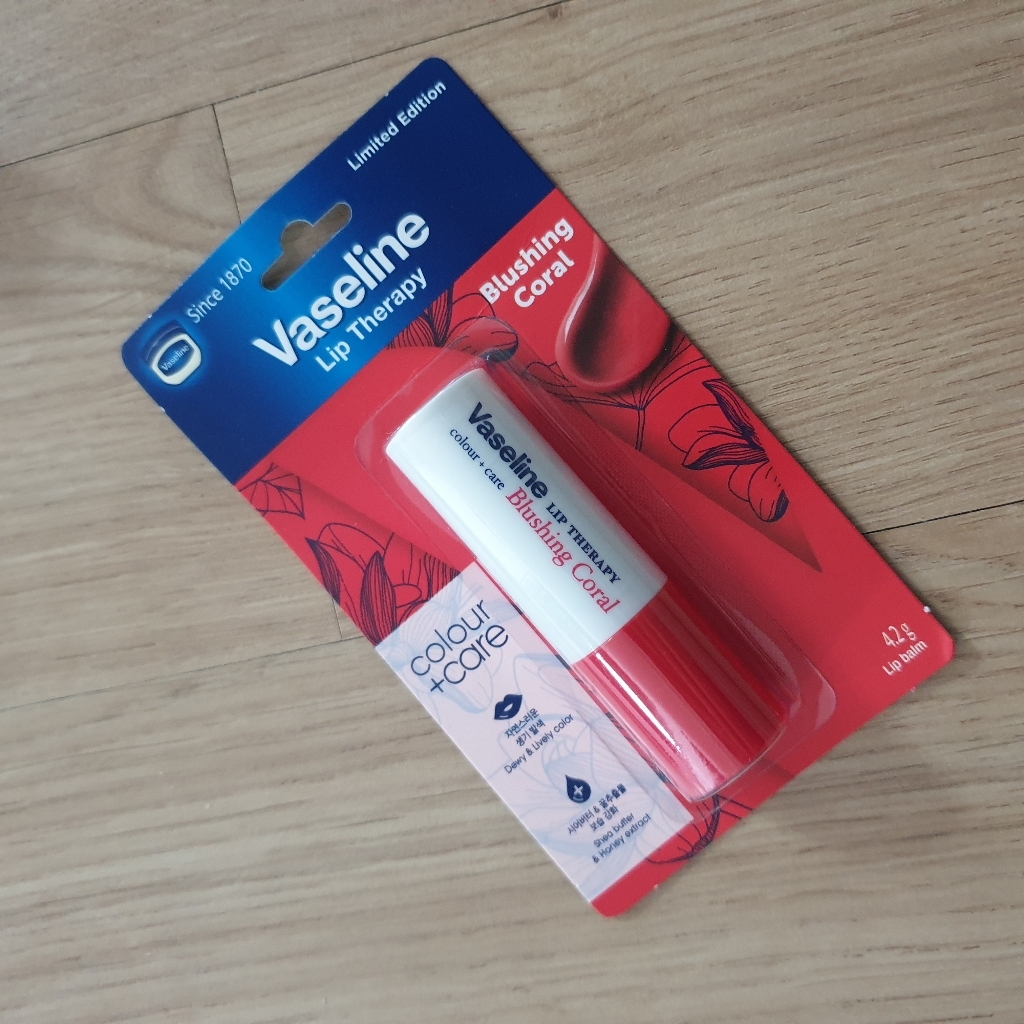 Limited Edition
Since 1870
Vaseline
Vaseline
Lip Therapy
Blushing
Coral
Vaseline LIP THERAPY
colour + care Blushing Coral
colour
+care
자연스러운
생기 발색
Dewy & Lively color
시어버터 & 꿀추출물
보습 강화
Shea butter
& Honey extract
4.2 g
Lip balm